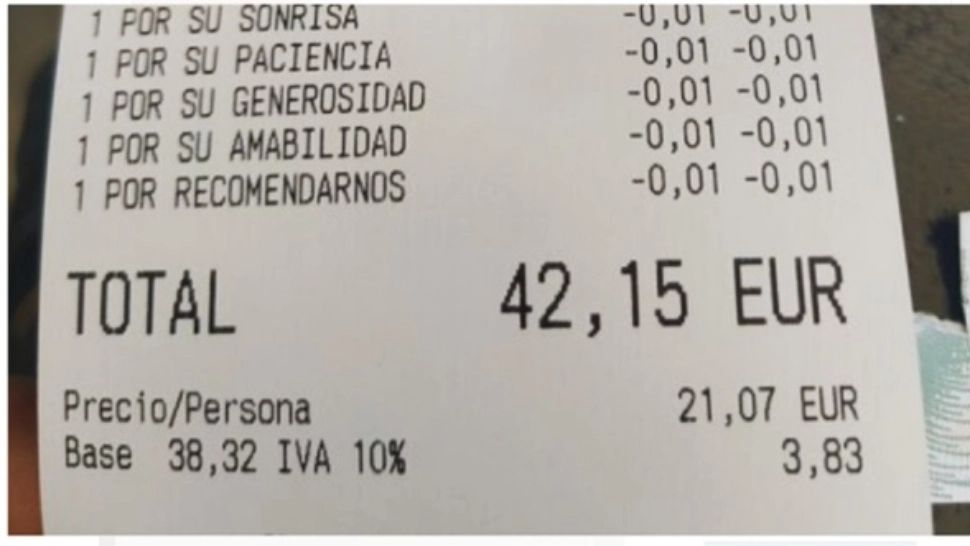 1 POR SU SONRISA -0,01 -0,01
1 POR SU PACIENCIA -0,01 -0,01
1 POR SU GENEROSIDAD -0,01 -0,01
1 POR SU AMABILIDAD -0,01 -0,01
1 POR RECOMENDARNOS -0,01 -0,01
TOTAL 42,15 EUR
Precio/Persona 21,07 EUR
Base 38,32 IVA 10% 3,83